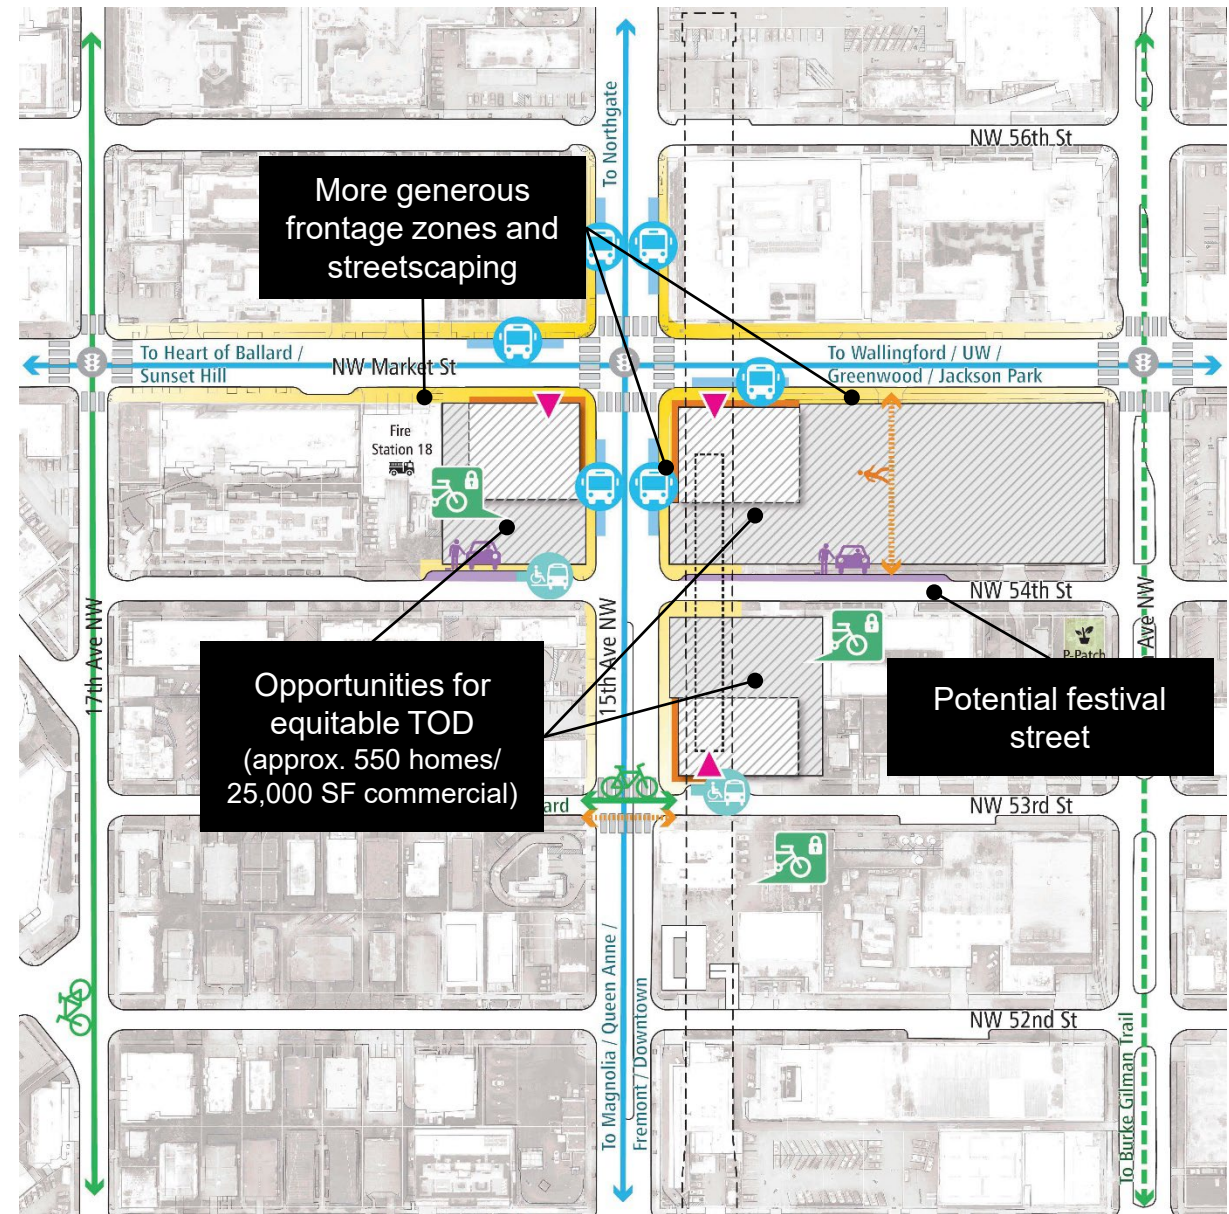 To Northgate
NW 56th St
More generous
frontage zones and
streetscaping
To Heart of Ballard /
Sunset Hill
NW Market St
To Wallingford / UW /
Greenwood / Jackson Park
Fire
Station 18
NW 54th St
17th Ave NW
15th Ave NW
Ave NW
P-Patch
Opportunities for
equitable TOD
(approx. 550 homes/
25,000 SF commercial)
Potential festival
street
NW 53rd St
To Magnolia / Queen Anne /
Fremont / Downtown
NW 52nd St
To Burke Gilman Trail